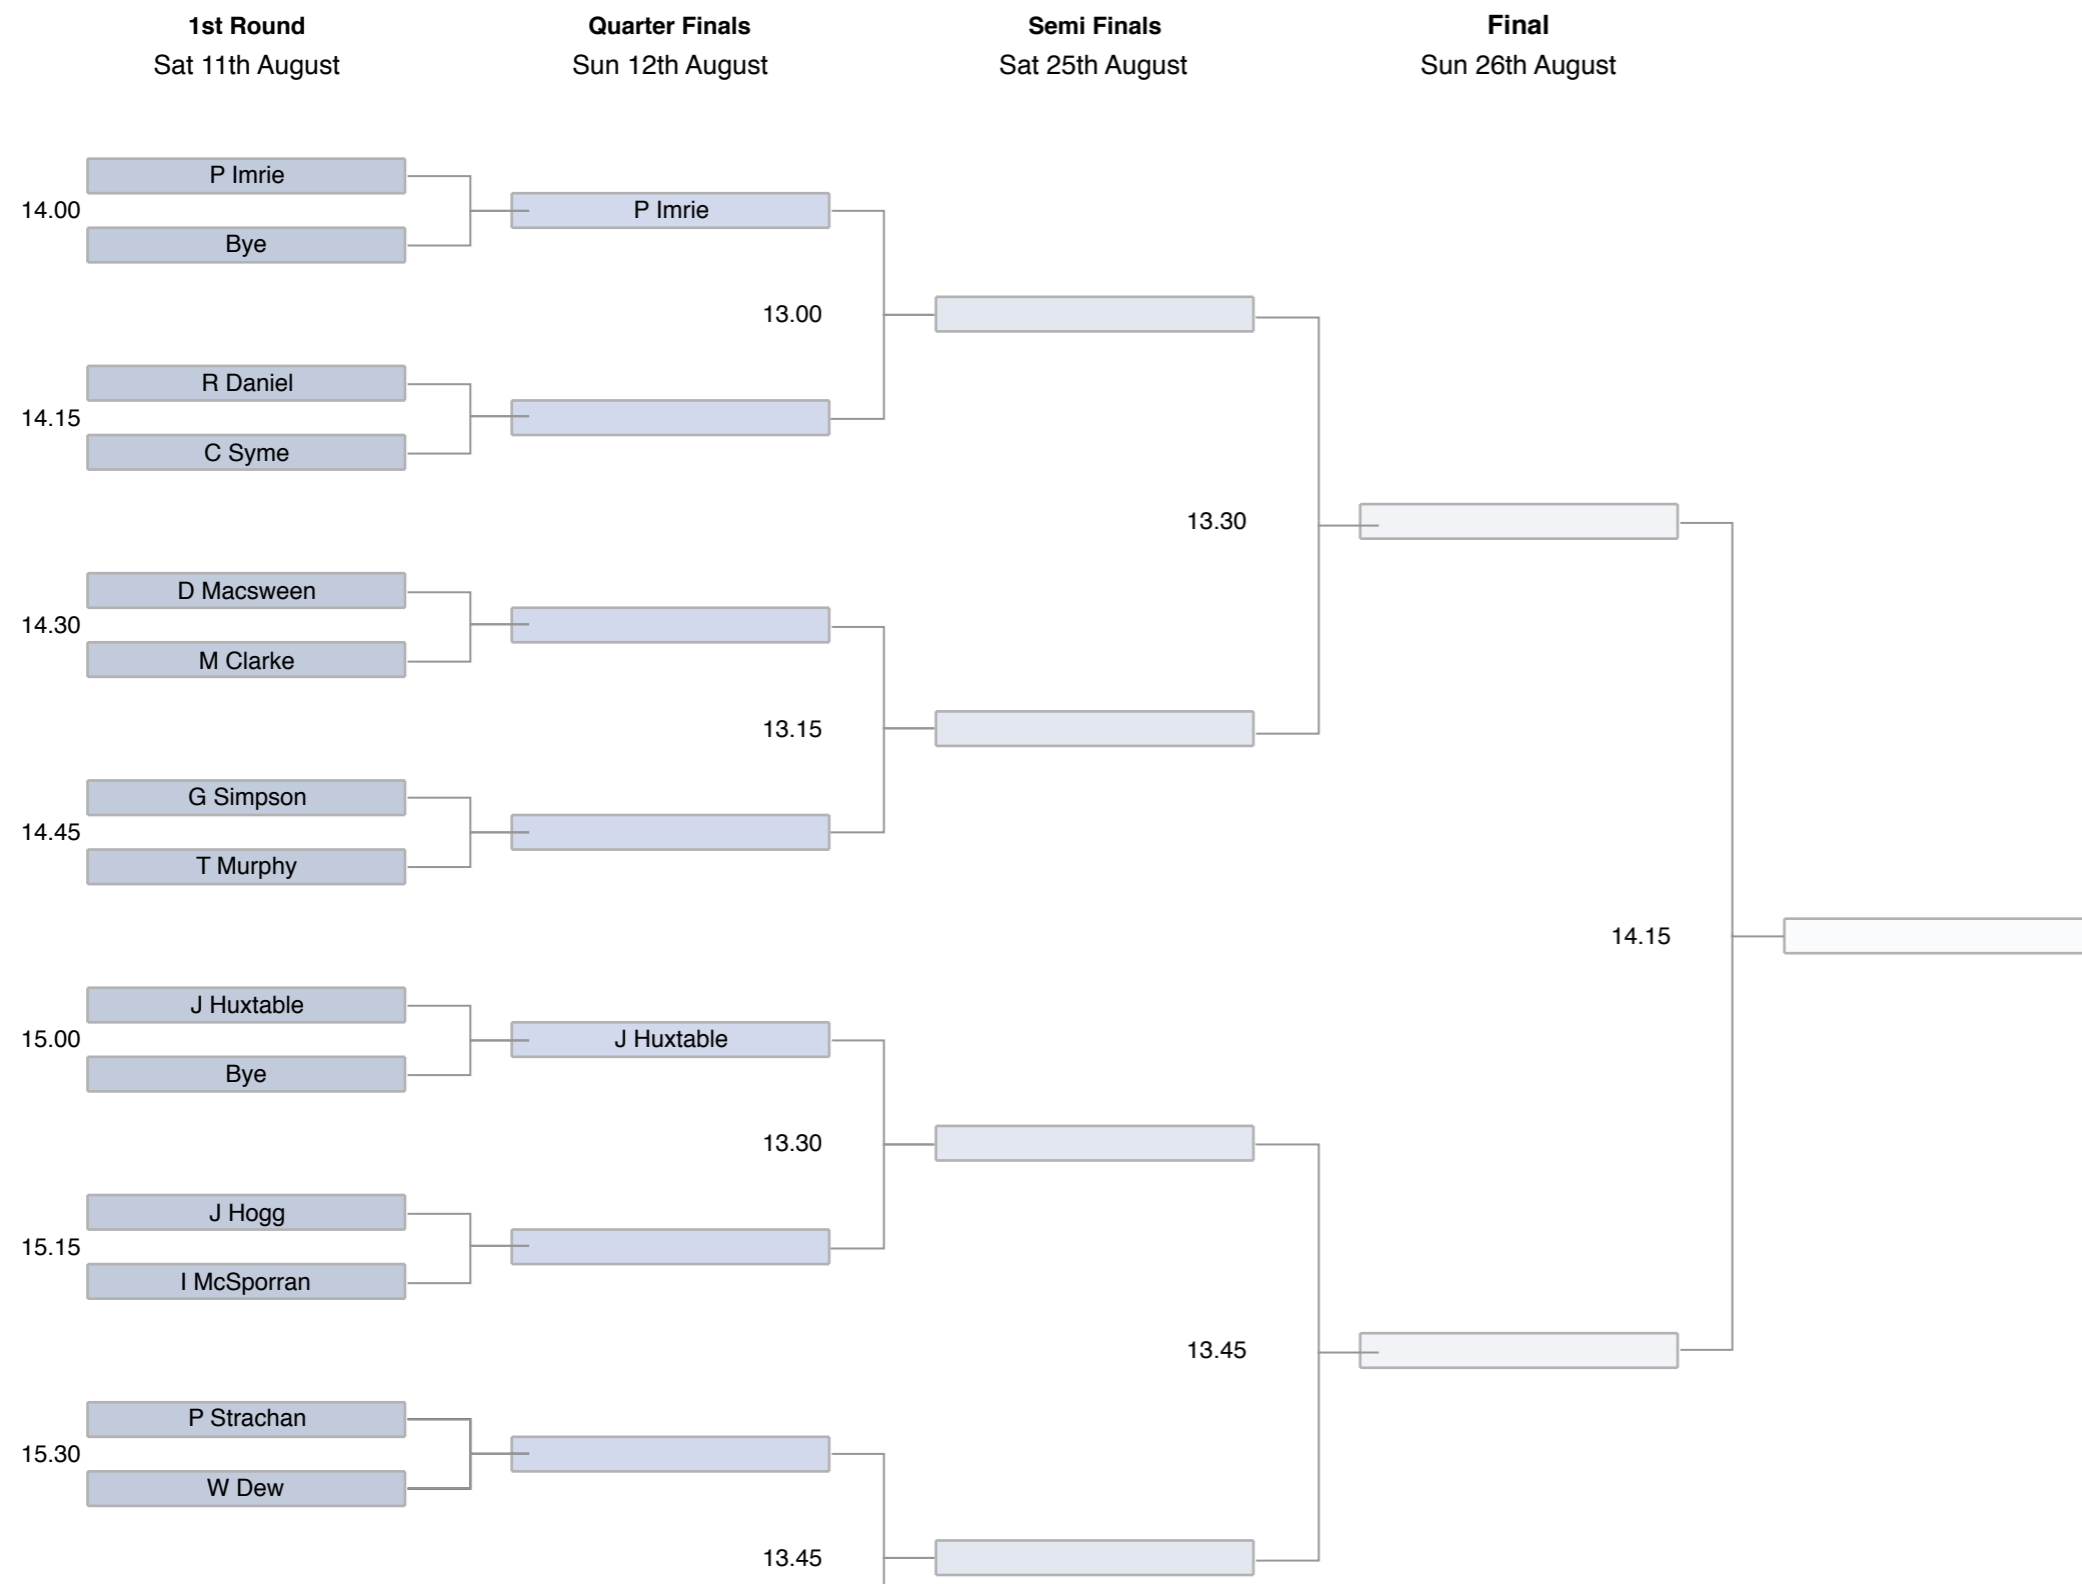 1st Round
Sat 11th August
Quarter Finals
Sun 12th August
Semi Finals
Sat 25th August
Final
Sun 26th August
P Imrie
14.00
Bye
P Imrie
13.00
R Daniel
14.15
C Syme
13.30
D Macsween
14.30
M Clarke
13.15
G Simpson
14.45
T Murphy
14.15
J Huxtable
15.00
Bye
J Huxtable
13.30
J Hogg
15.15
I McSporran
13.45
P Strachan
15.30
W Dew
13.45